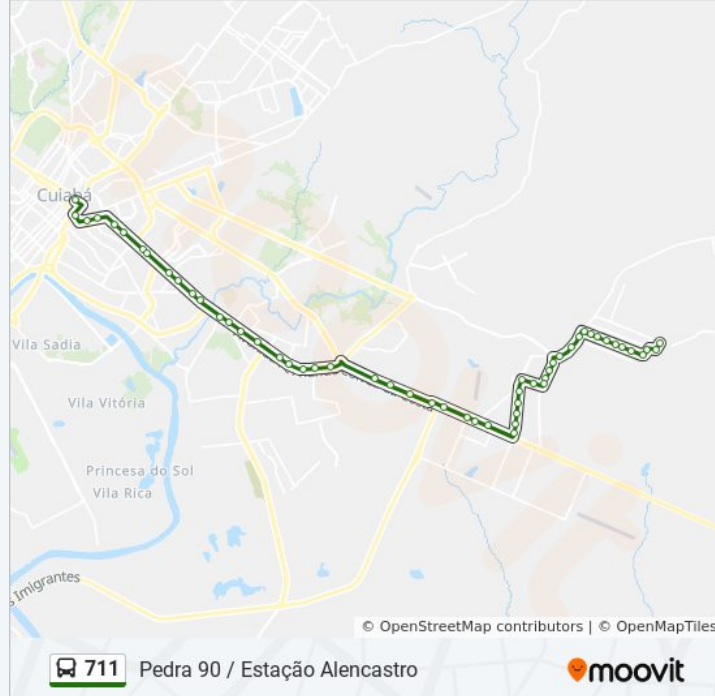 Cuiabá
Vila Sadia
Vila Vitória
Princesa do Sol
Vila Rica
s Imigrantes
© OpenStreetMap contributors | © OpenMapTiles
711
Pedra 90 / Estação Alencastro
moovit